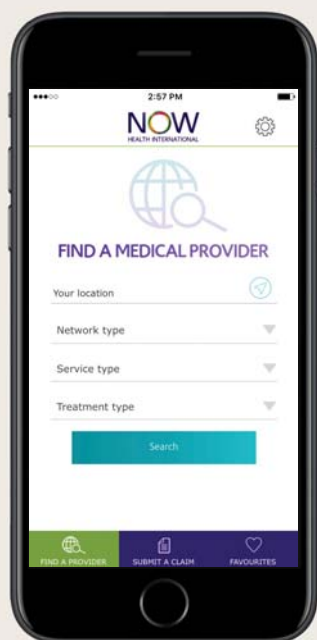 2:57 PM
NOW
HEALTH INTERNATIONAL
FIND A MEDICAL PROVIDER
Your location
Network type
Service type
Treatment type
Search
FIND A PROVIDER
SUBMIT A CLAIM
FAVOURITES